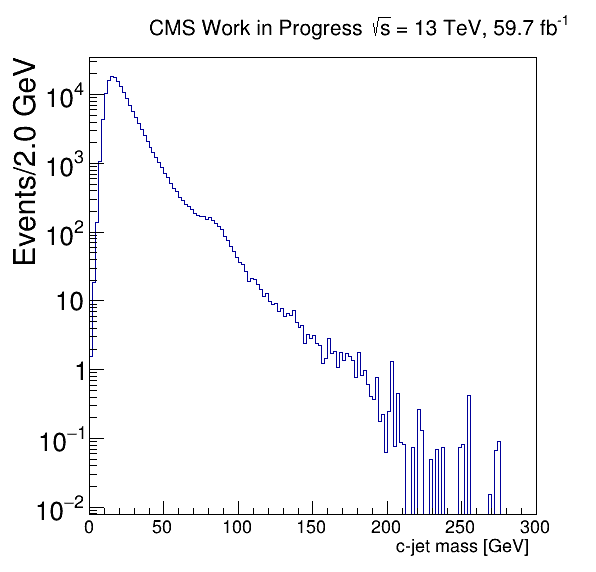 CMS Work in Progress √s = 13 TeV, 59.7 fb⁻¹
Events/2.0 GeV
10⁴
10³
10²
10
1
10⁻¹
10⁻²
0 50 100 150 200 250 300
c-jet mass [GeV]